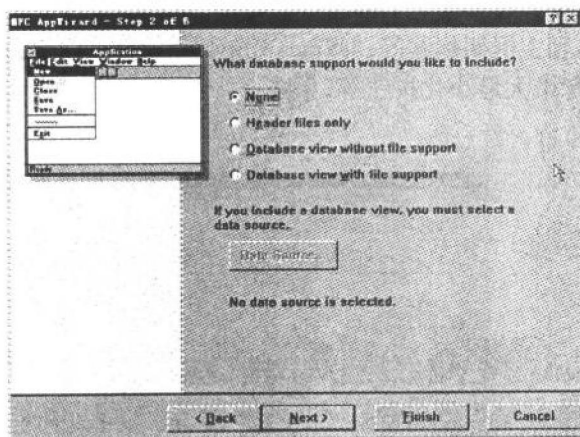 MFC AppWizard - Step 2 of 6
Application
File Edit View Window Help
New
Open
Close
Save
Save As...
Exit
Ready
What database support would you like to include?
None
Header files only
Database view without file support
Database view with file support
If you include a database view, you must select a
data source.
Data Source...
No data source is selected.
< Back
Next >
Finish
Cancel